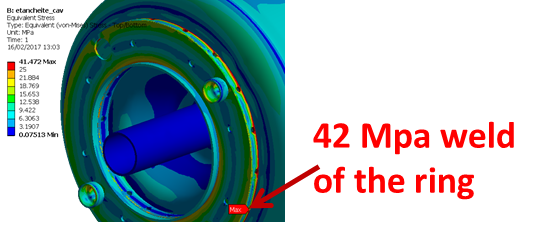 B: etancheite_cav
Equivalent Stress
Type: Equivalent (von-Mises) Stress - Top/Bottom
Unit: MPa
Time: 1
16/02/2017 13:03
41.472 Max
25
21.884
18.769
15.653
12.538
9.422
6.3063
3.1907
0.07513 Min
Max
42 Mpa weld
of the ring